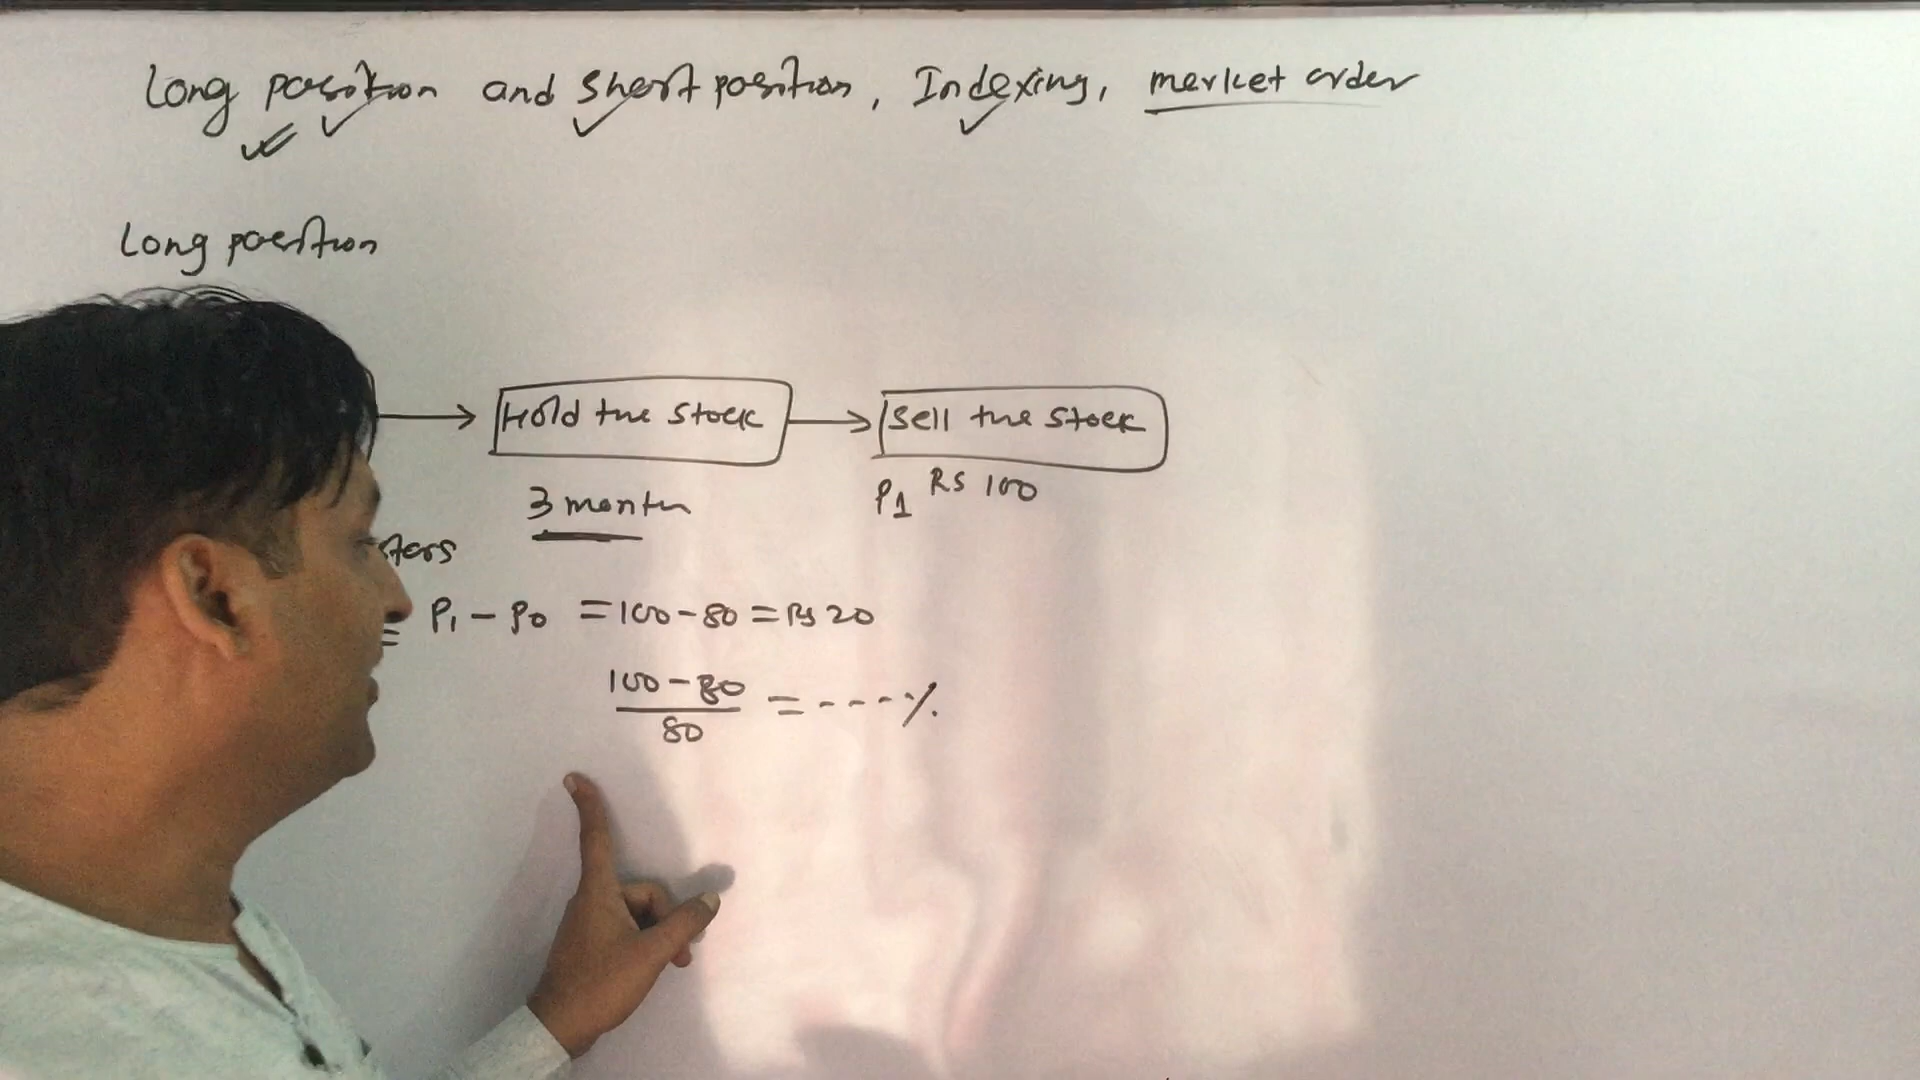 Long position and short position, Indexing, market order
Long position
Hold the stock
Sell the stock
3 month
P1 RS 100
= P1 - P0 = 100 - 80 = Rs 20
100 - 80
80
= - - - - %